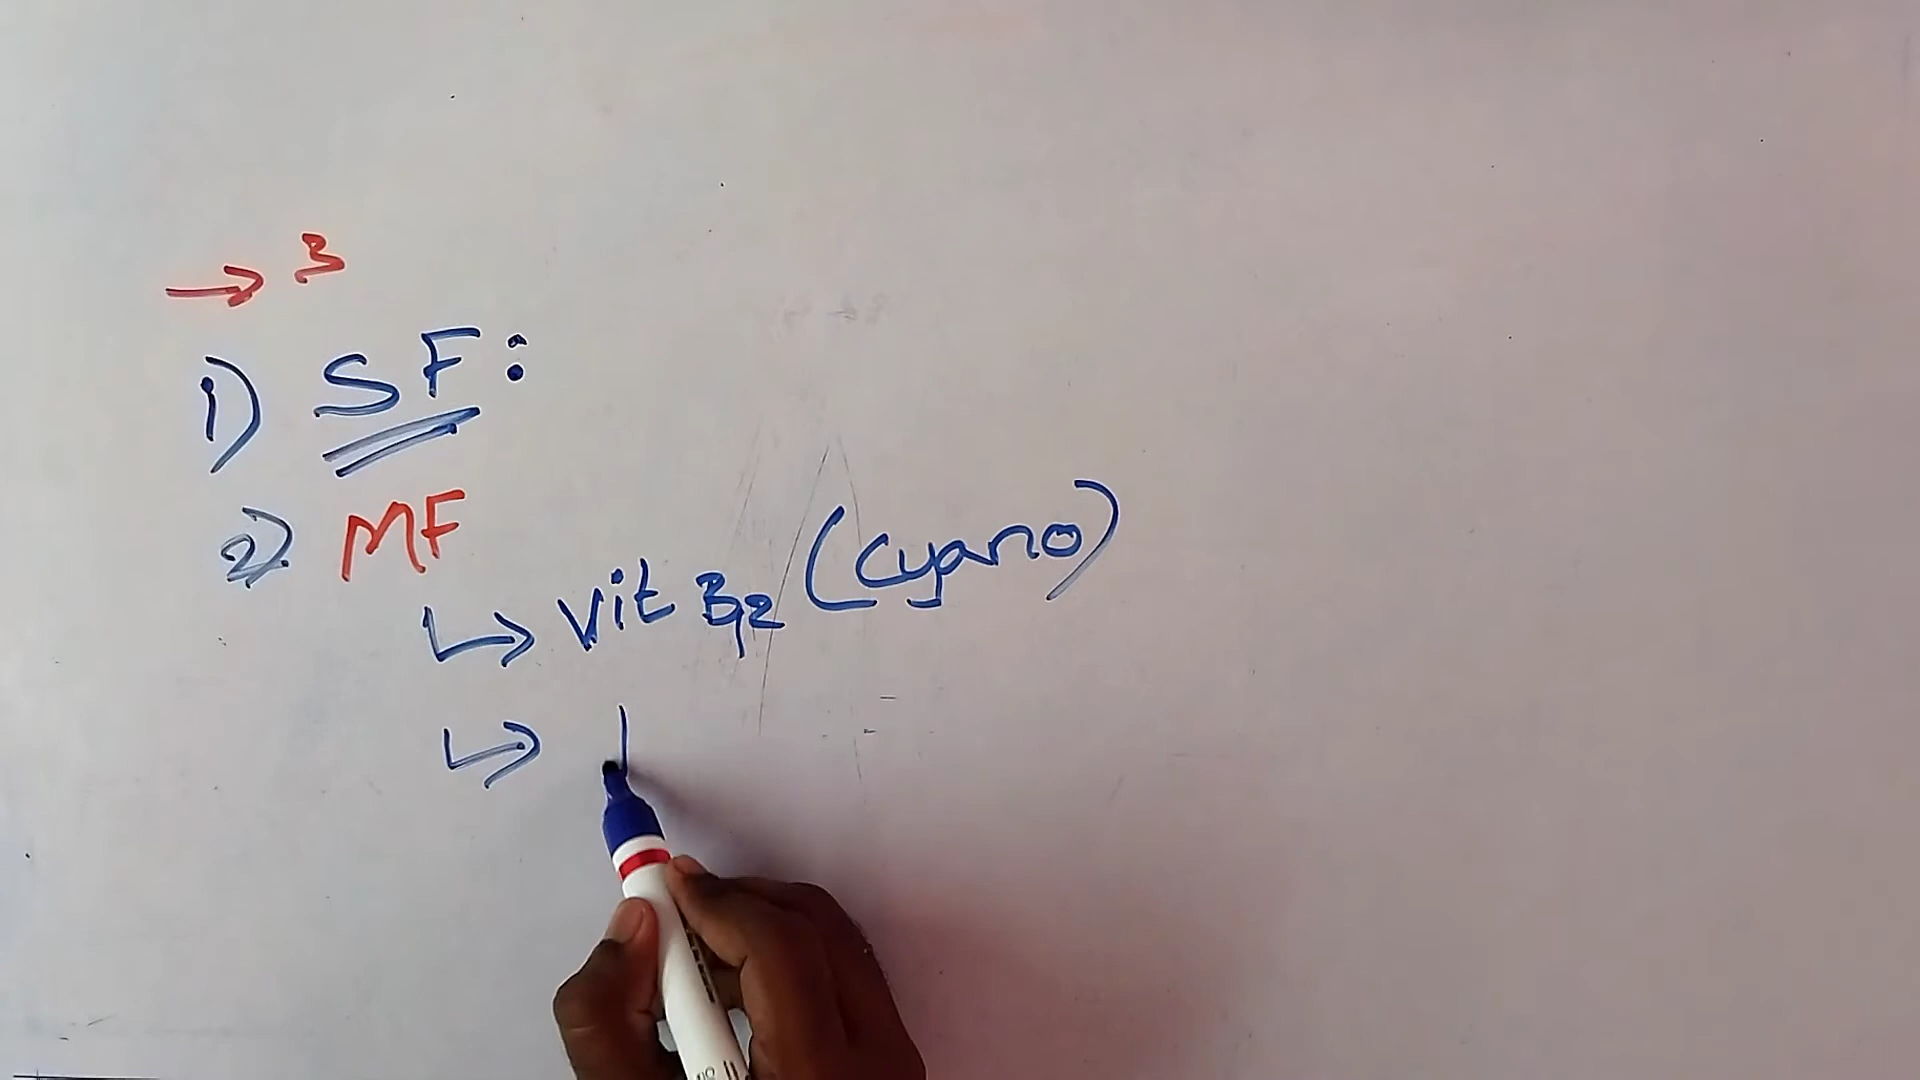 → 3
1) SF:
2) MF
↳ Vit B12 (Cyano)
↳